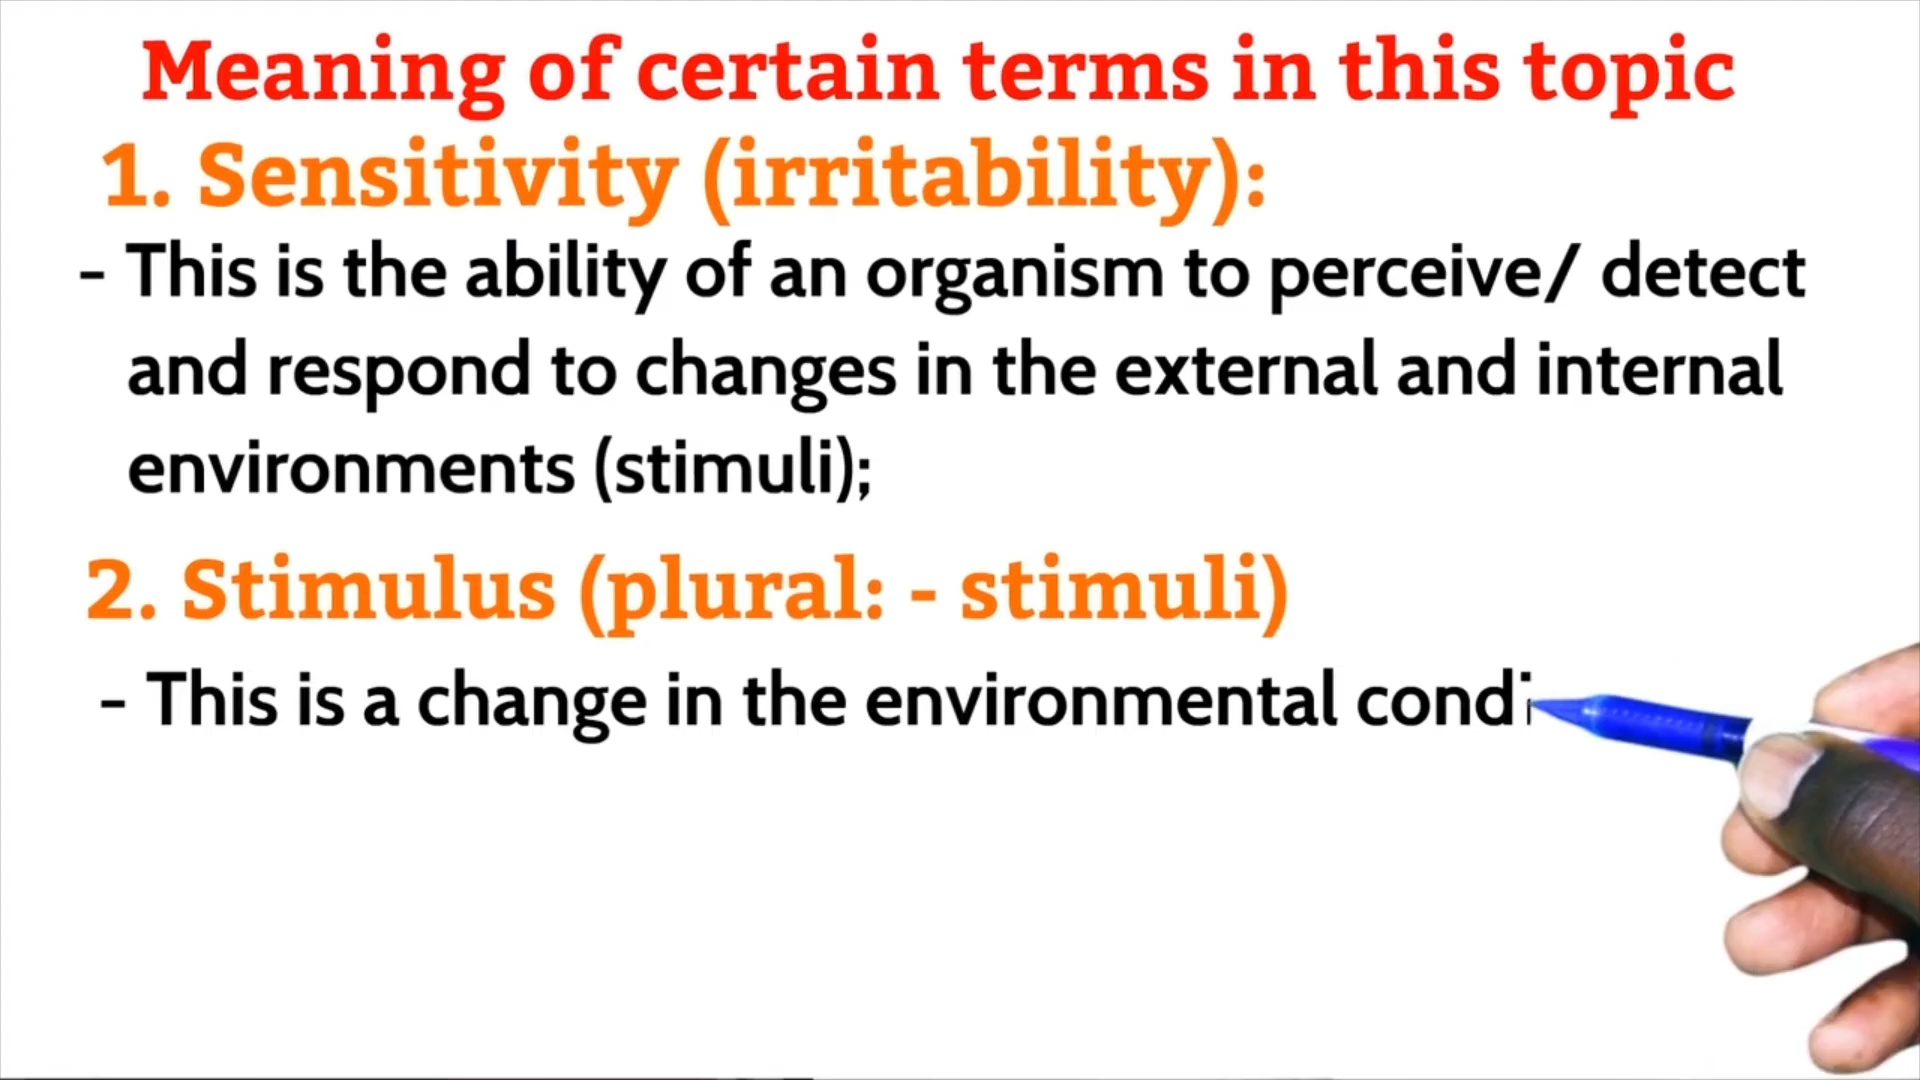 Meaning of certain terms in this topic
1. Sensitivity (irritability):
- This is the ability of an organism to perceive/ detect
and respond to changes in the external and internal
environments (stimuli);
2. Stimulus (plural: - stimuli)
- This is a change in the environmental condi